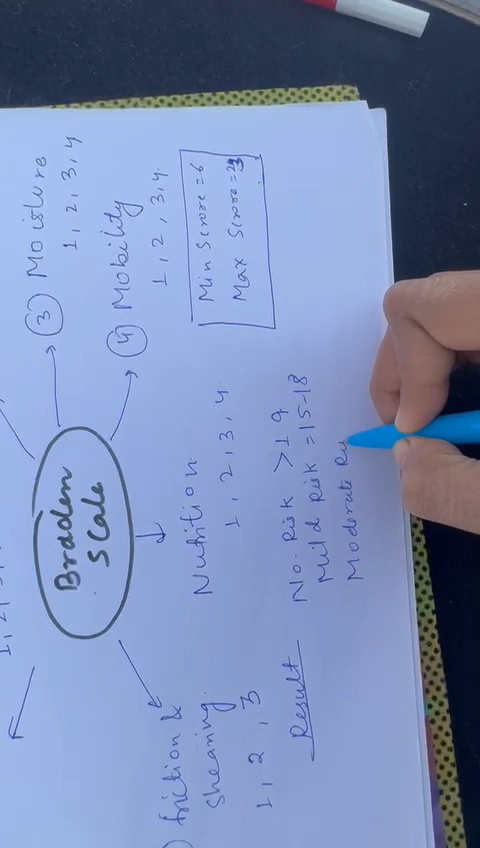 Braden
Scale
3 Moisture
1, 2, 3, 4
4 Mobility
1, 2, 3, 4.
Min Score = 6
Max Score = 23
Nutrition
1, 2, 3, 4
friction &
shearing.
1, 2, 3
Result
No. Risk > 19
Mild Risk = 15-18
Moderate